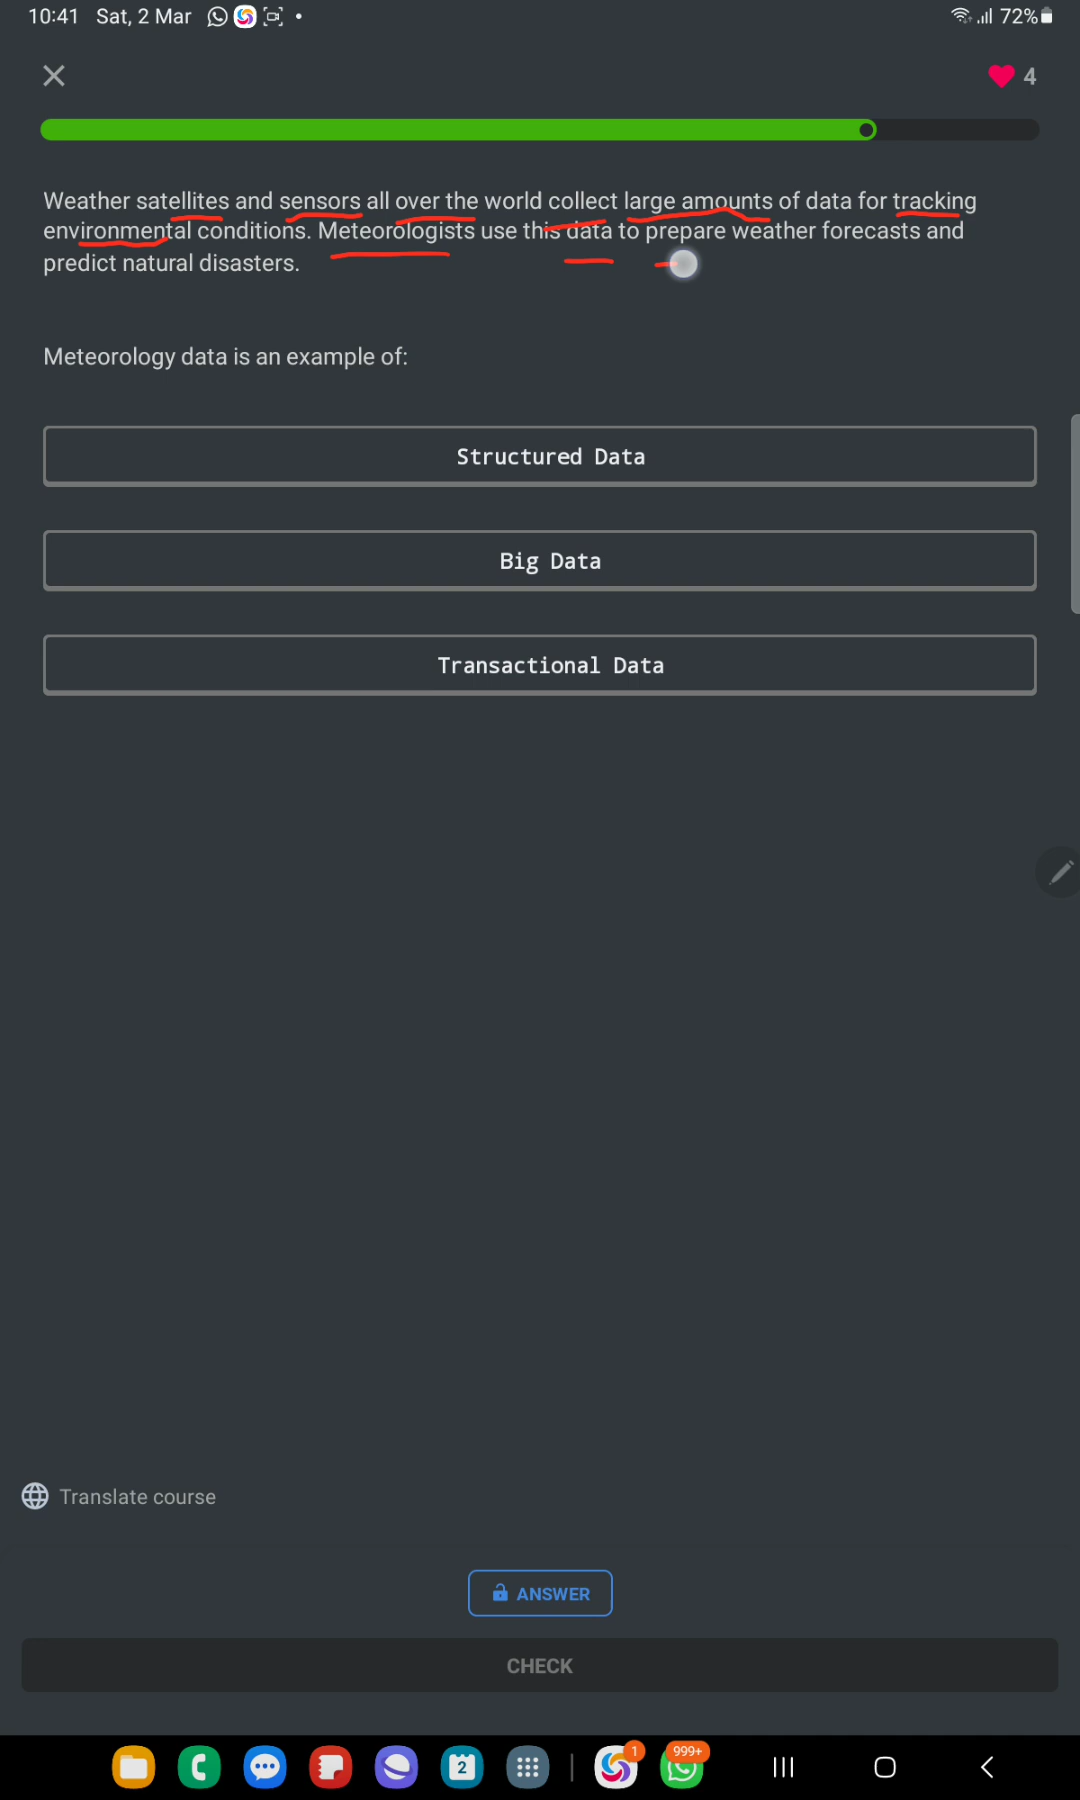 10:41 Sat, 2 Mar
72%
4
Weather satellites and sensors all over the world collect large amounts of data for tracking
environmental conditions. Meteorologists use this data to prepare weather forecasts and
predict natural disasters.
Meteorology data is an example of:
Structured Data
Big Data
Transactional Data
Translate course
ANSWER
CHECK
2
1
999+